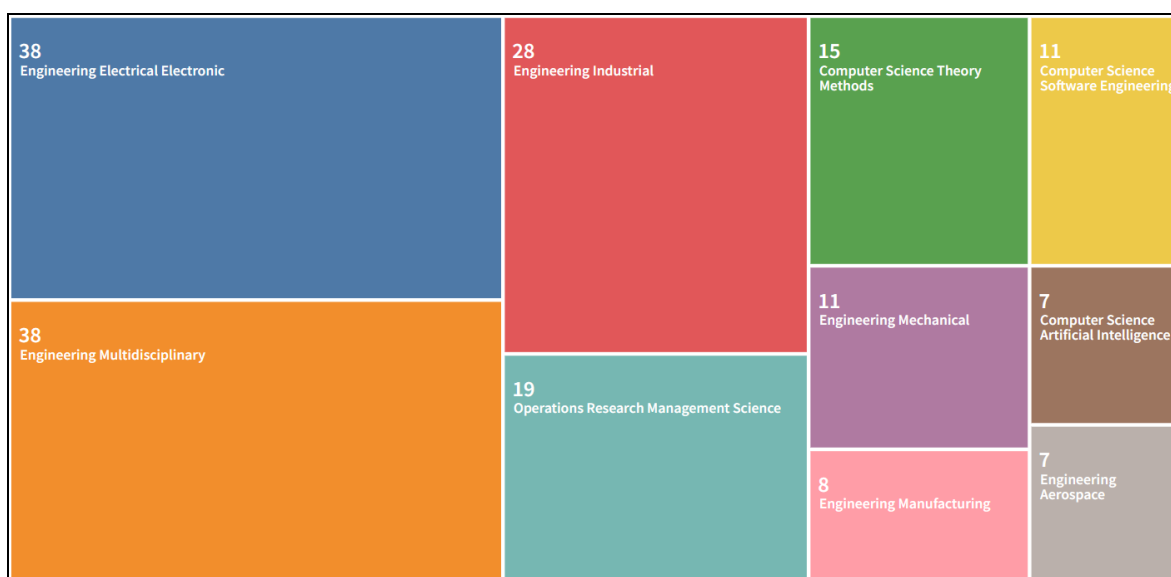 38
Engineering Electrical Electronic
38
Engineering Multidisciplinary
28
Engineering Industrial
19
Operations Research Management Science
15
Computer Science Theory
Methods
11
Engineering Mechanical
8
Engineering Manufacturing
11
Computer Science
Software Engineering
7
Computer Science
Artificial Intelligence
7
Engineering
Aerospace